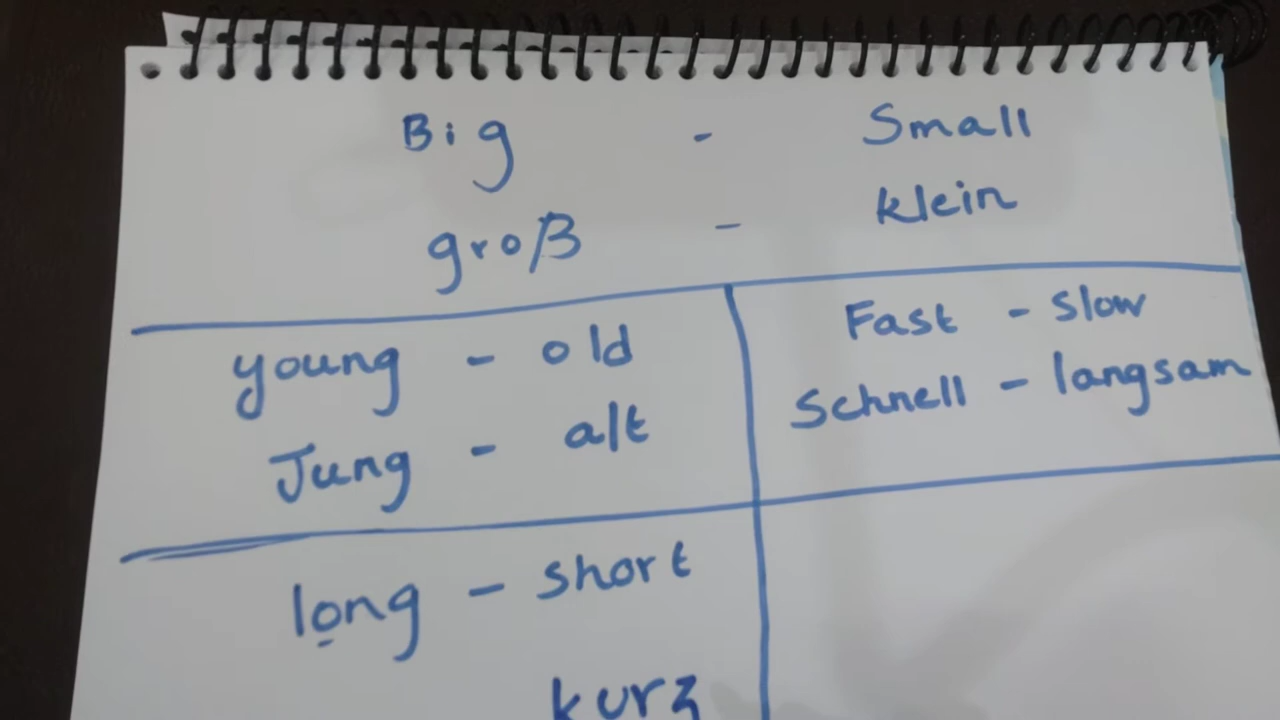 Big - Small
groß - klein
young - old
Jung - alt
Fast - Slow
Schnell - langsam
long - short
kurz